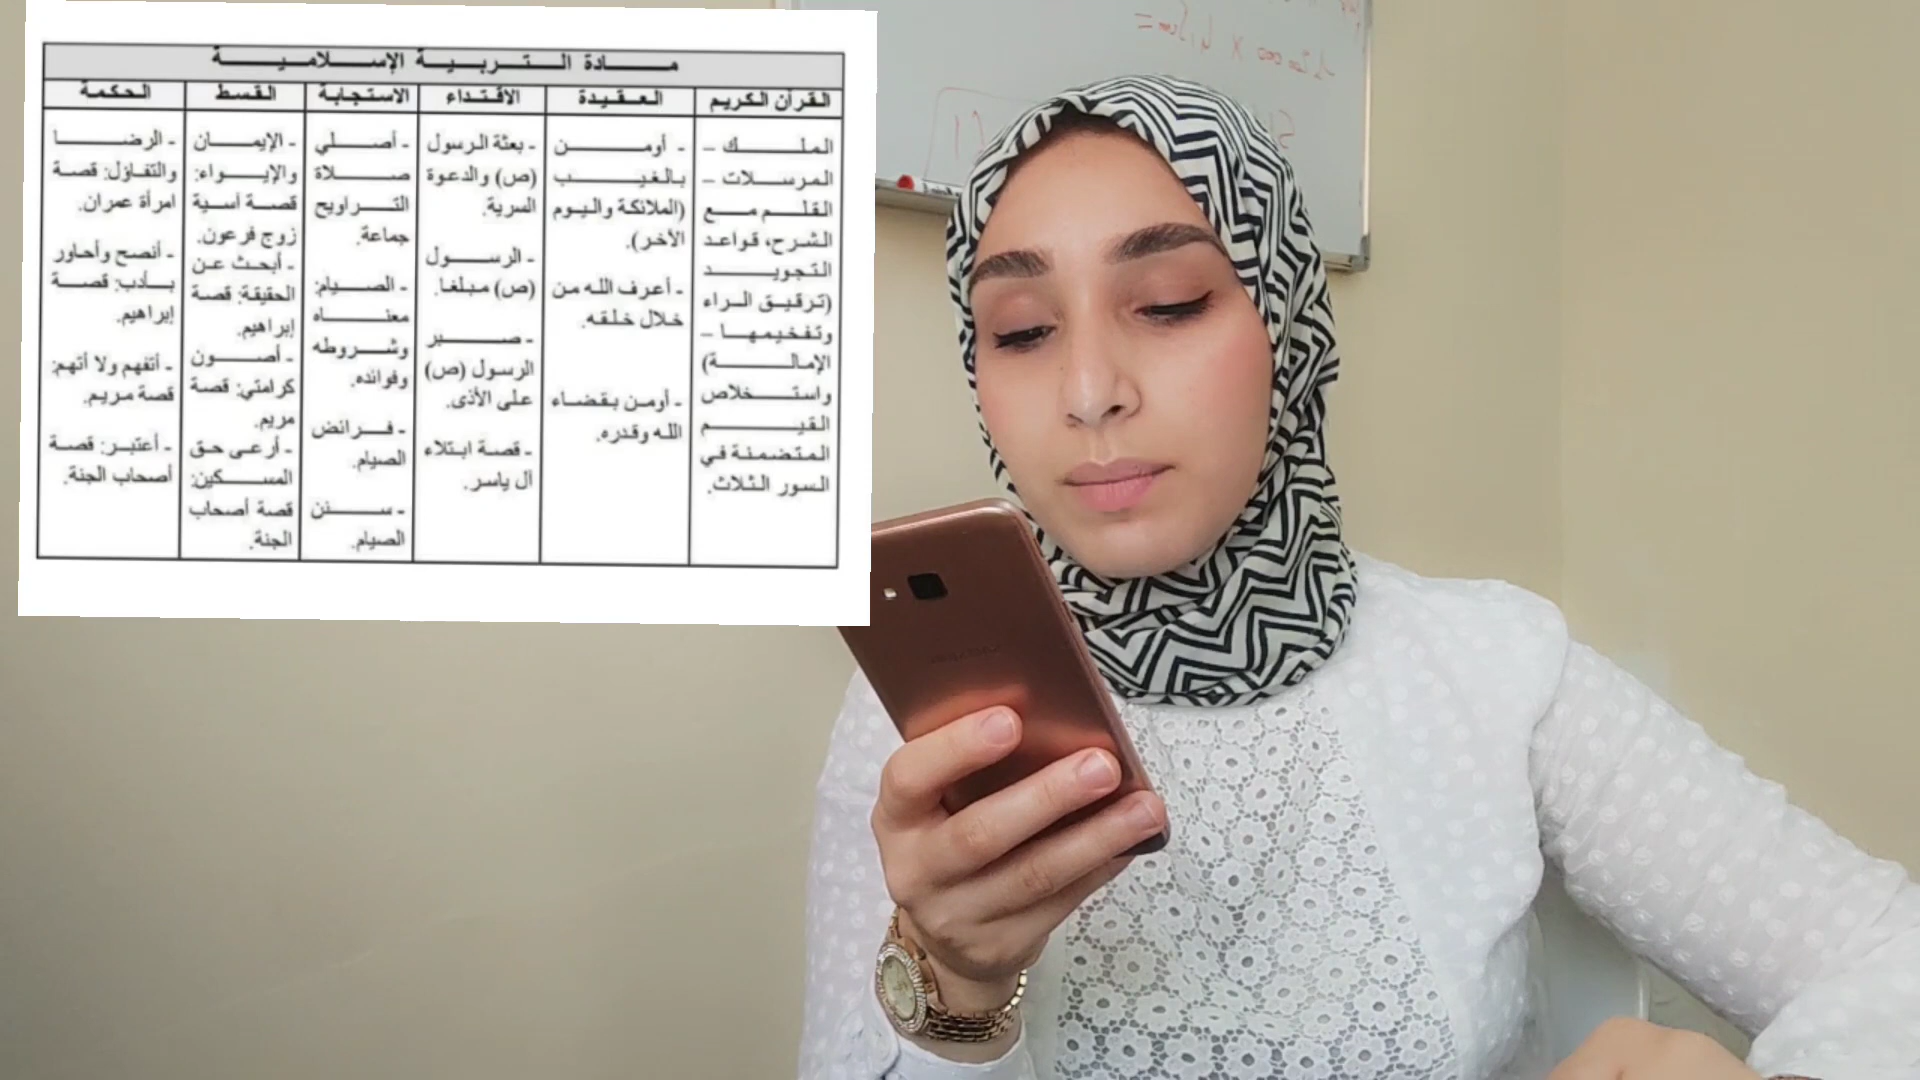 مادة التربية الإسلامية
القرآن الكريم
الملك –
المرسلات –
القلم مع
الشرح، قواعد
التجويد
(ترقيق الراء
وتفخيمها –
الإمالة)
واستخلاص
القيم
المتضمنة في
السور الثلاث.
العقيدة
- أومن
بالغيب
(الملائكة واليوم
الآخر).
- أعرف الله من
خلال خلقه.
- أومن بقضاء
الله وقدره.
الاقتداء
- بعثة الرسول
(ص) والدعوة
السرية.
- الرسول
(ص) مبلغا.
- صبر
الرسول (ص)
على الأذى.
- قصة ابتلاء
آل ياسر.
الاستجابة
- أصلي
صلاة
التراويح
جماعة.
- الصيام:
معناه
وشروطه
وفوائده.
- فرائض
الصيام.
- سنن
الصيام.
القسط
- الإيمان
والإيواء:
قصة آسية
زوج فرعون.
- أبحث عن
الحقيقة: قصة
إبراهيم.
- أصون
كرامتي: قصة
مريم.
- أرعى حق
المسكين:
قصة أصحاب
الجنة.
الحكمة
- الرضا
والتفاؤل: قصة
امرأة عمران.
- أنصح وأحاور
بأدب: قصة
إبراهيم.
- أتفهم ولا أتهم:
قصة مريم.
- أعتبر: قصة
أصحاب الجنة.